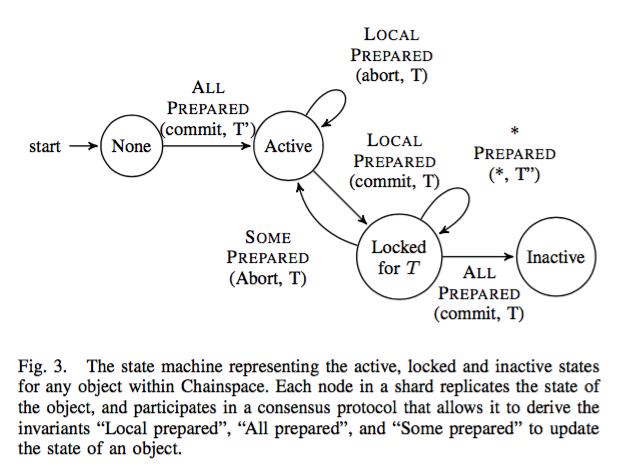 LOCAL
PREPARED
(abort, T)
ALL
PREPARED
(commit, T')
start
None
Active
LOCAL
PREPARED
(commit, T)
*
PREPARED
(*, T”)
SOME
PREPARED
(Abort, T)
Locked
for T
Inactive
ALL
PREPARED
(commit, T)
Fig. 3. The state machine representing the active, locked and inactive states
for any object within Chainspace. Each node in a shard replicates the state of
the object, and participates in a consensus protocol that allows it to derive the
invariants “Local prepared”, “All prepared”, and “Some prepared” to update
the state of an object.